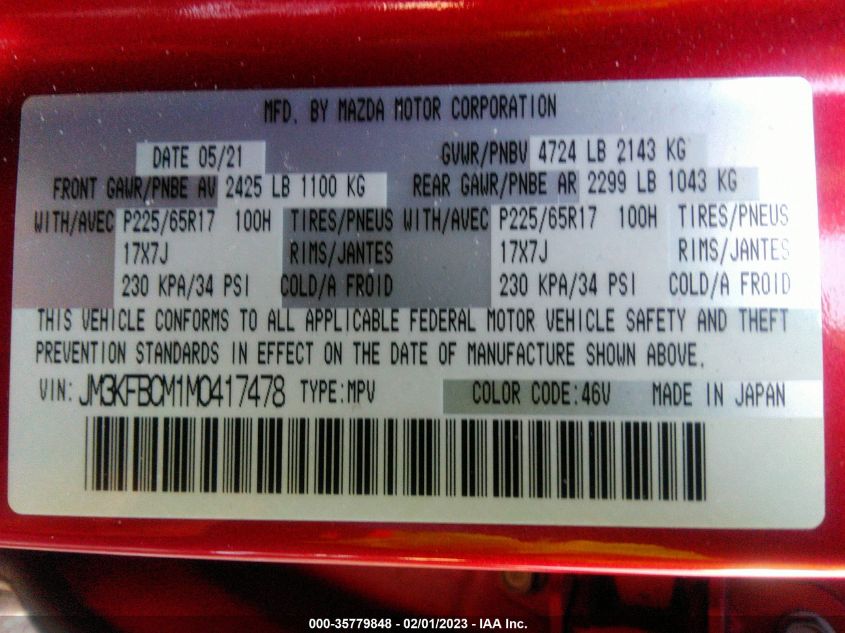 MFD. BY MAZDA MOTOR CORPORATION
DATE 05/21 GVWR/PNBV 4724 LB 2143 KG
FRONT GAWR/PNBE AV 2425 LB 1100 KG REAR GAWR/PNBE AR 2299 LB 1043 KG
WITH/AVEC P225/65R17 100H TIRES/PNEUS WITH/AVEC P225/65R17 100H TIRES/PNEUS
17X7J RIMS/JANTES 17X7J RIMS/JANTES
230 KPA/34 PSI COLD/A FROID 230 KPA/34 PSI COLD/A FROID
THIS VEHICLE CONFORMS TO ALL APPLICABLE FEDERAL MOTOR VEHICLE SAFETY AND THEFT
PREVENTION STANDARDS IN EFFECT ON THE DATE OF MANUFACTURE SHOWN ABOVE.
VIN: JM3KFBCM1M0417478 TYPE:MPV COLOR CODE:46V MADE IN JAPAN
000-35779848 - 02/01/2023 - IAA Inc.